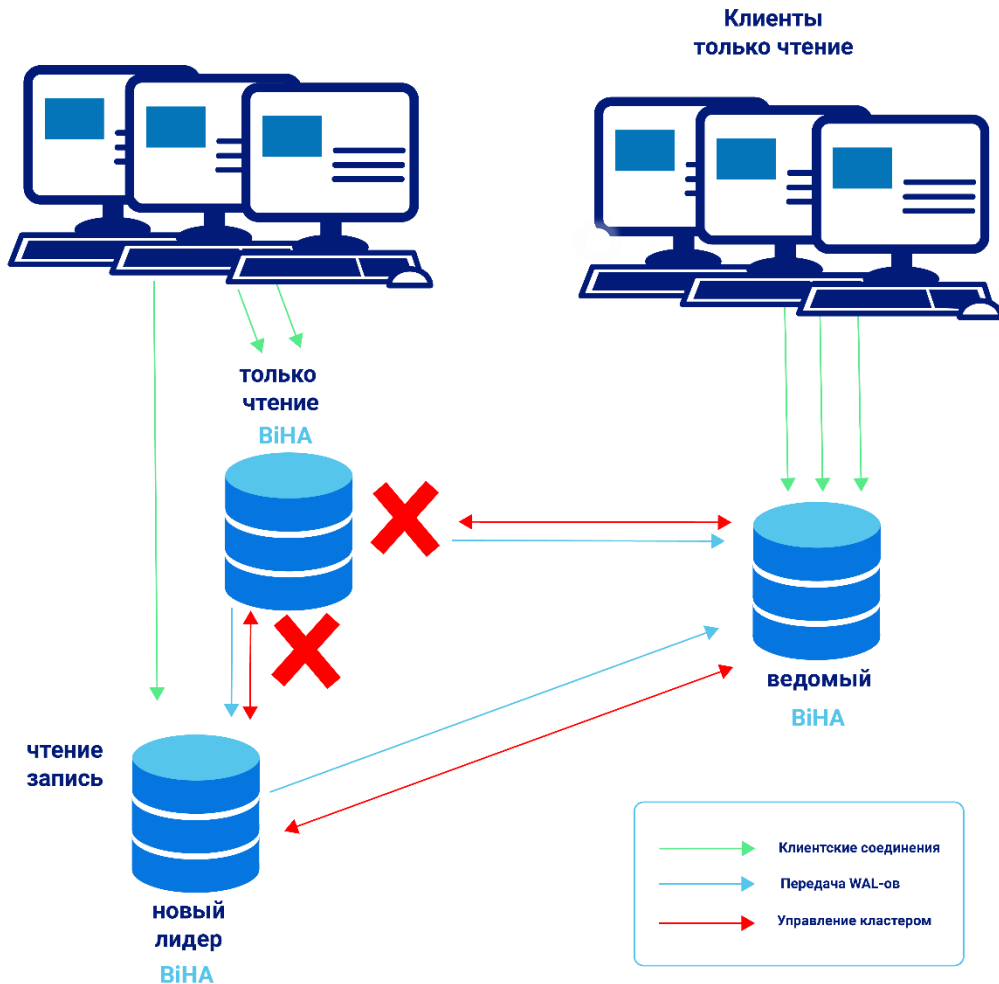 Клиенты
только чтение
только
чтение
BiHA
ведомый
BiHA
чтение
запись
новый
лидер
BiHA
Клиентские соединения
Передача WAL-ов
Управление кластером